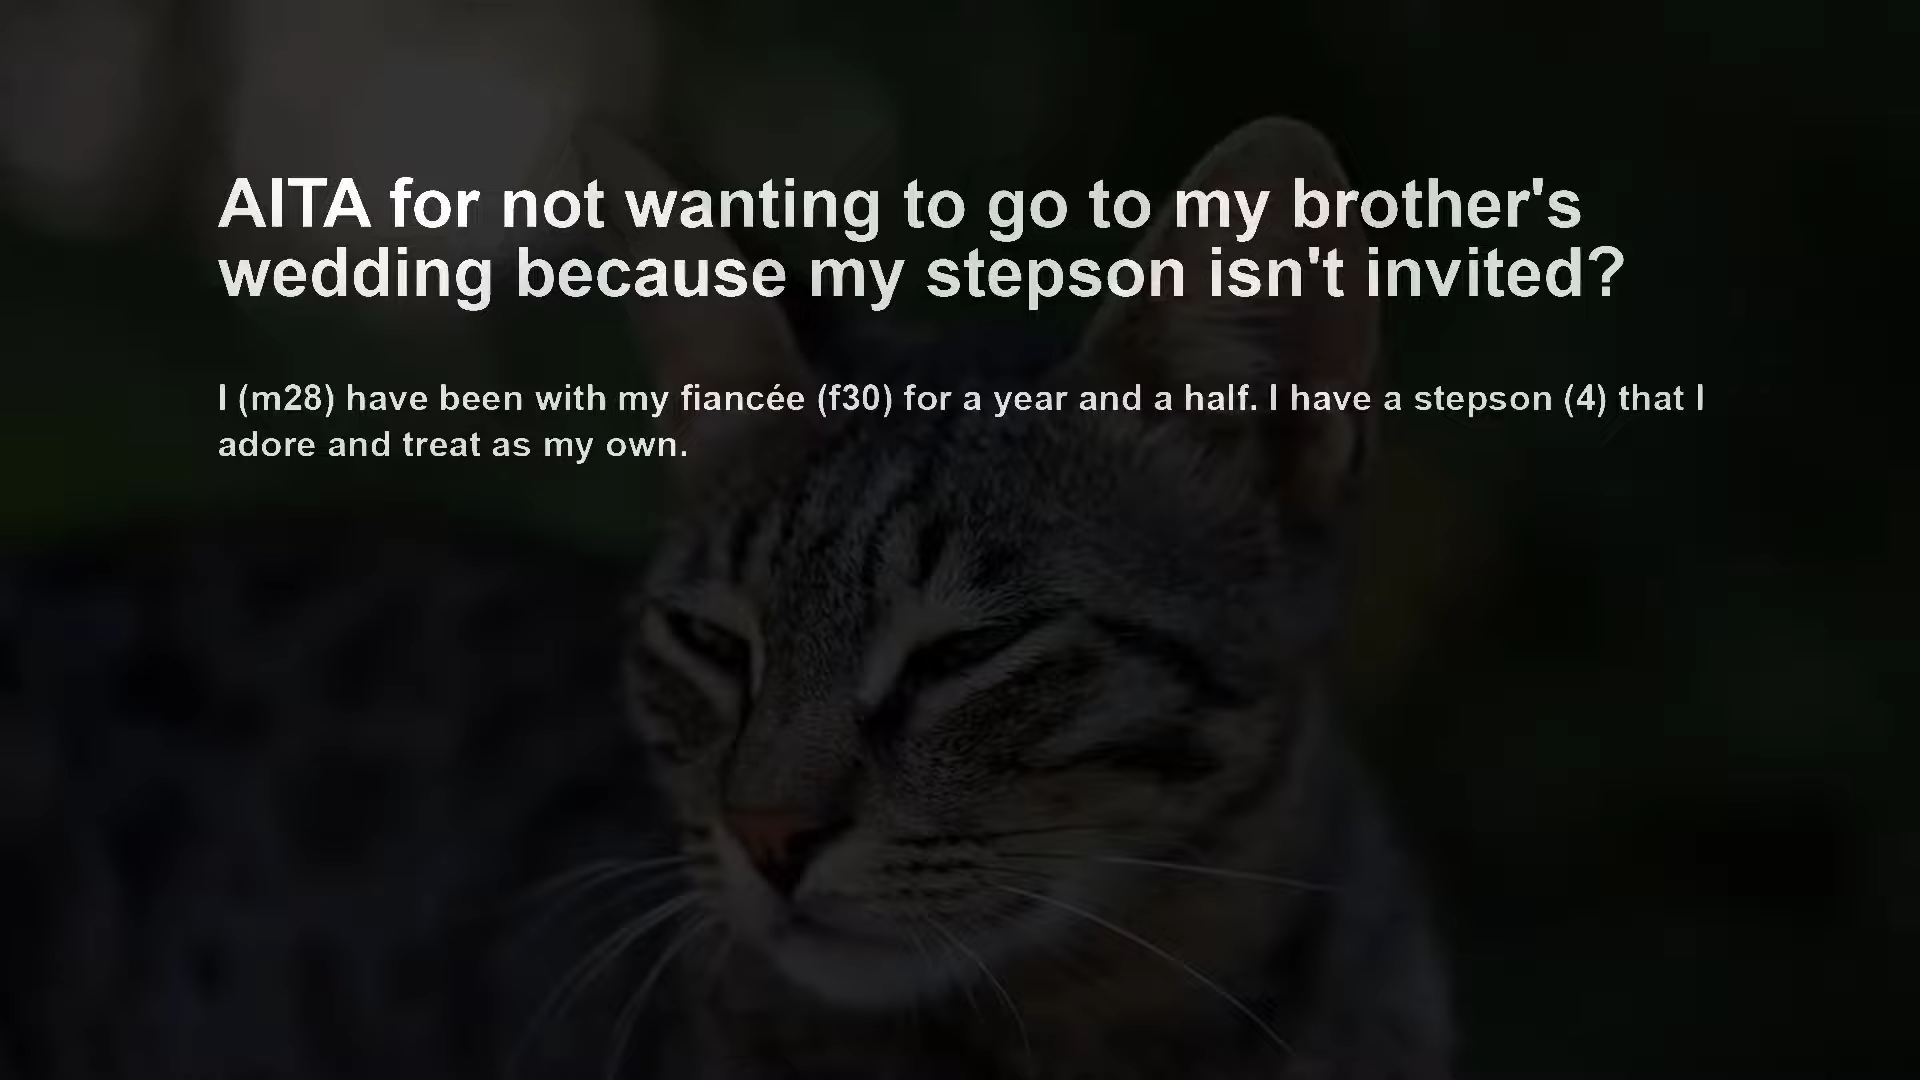 AITA for not wanting to go to my brother's
wedding because my stepson isn't invited?
I (m28) have been with my fiancée (f30) for a year and a half. I have a stepson (4) that I
adore and treat as my own.